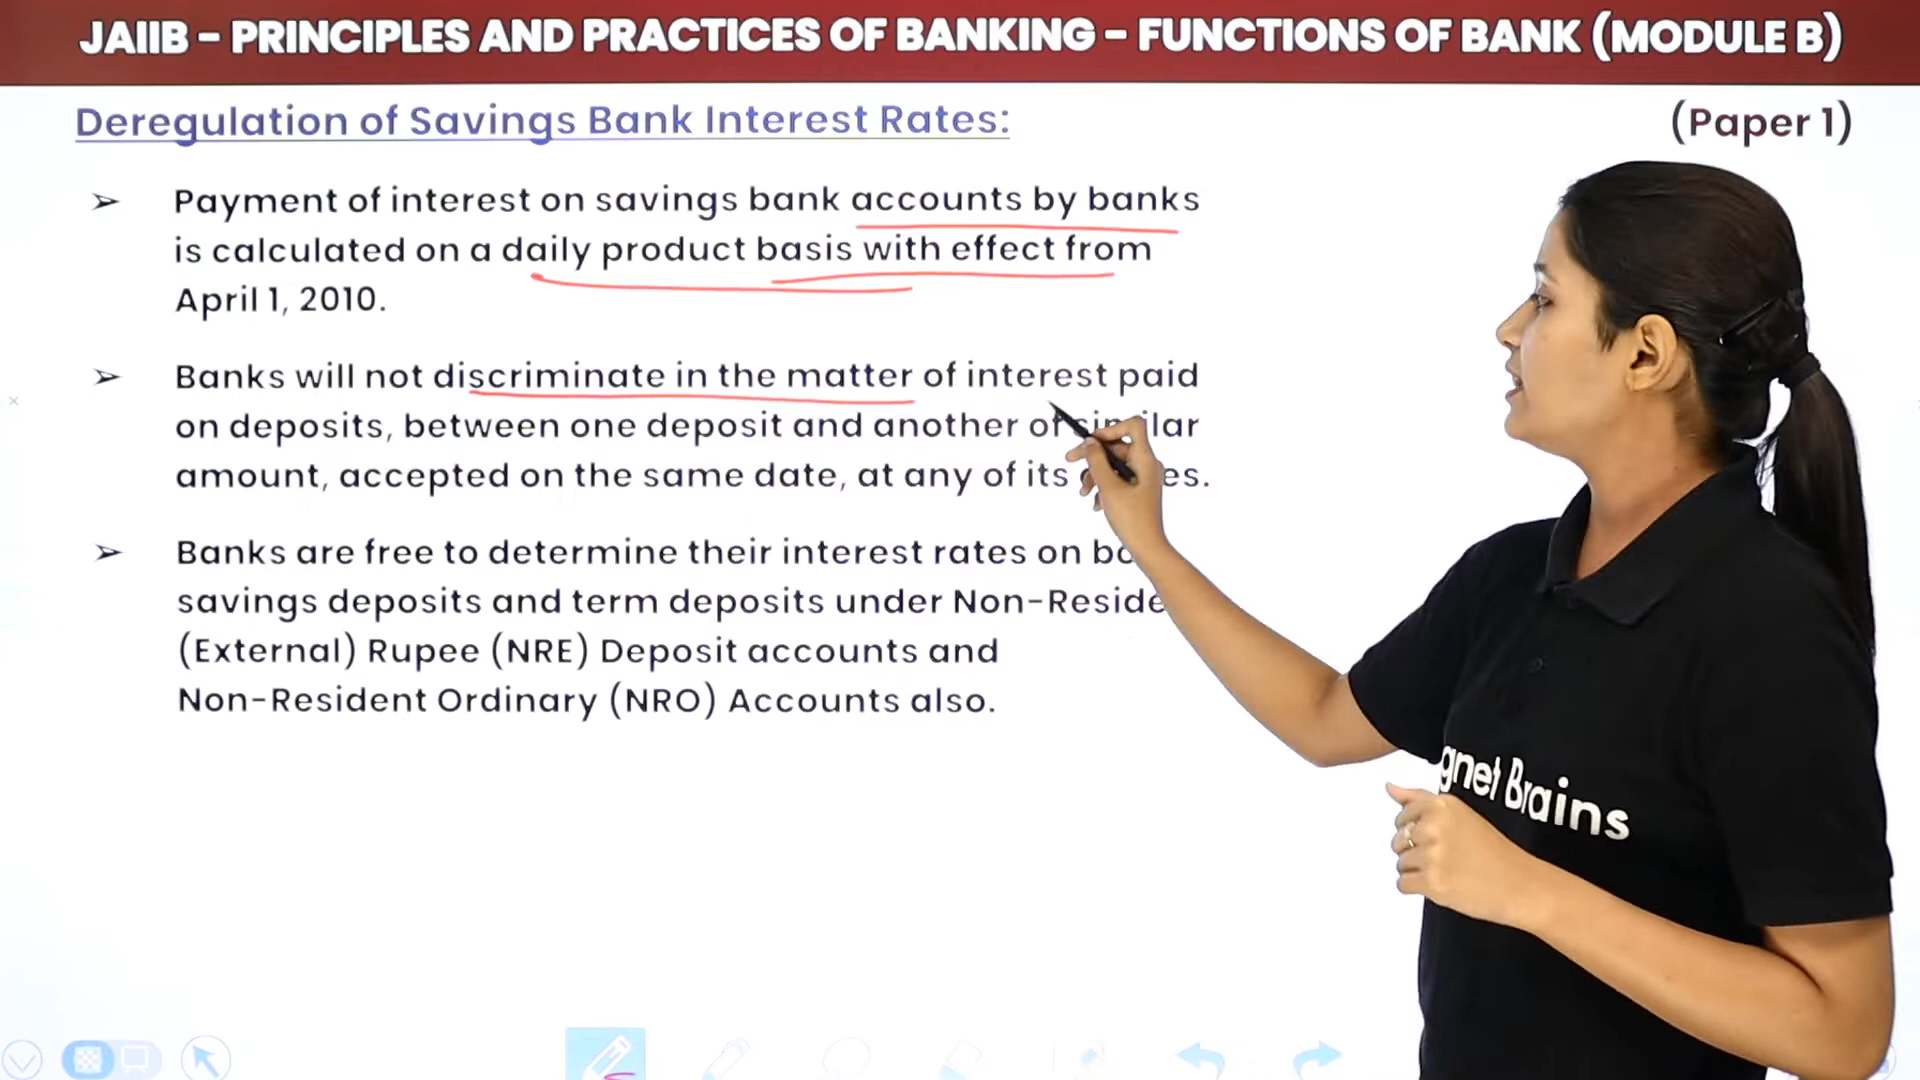 JAIIB – PRINCIPLES AND PRACTICES OF BANKING – FUNCTIONS OF BANK (MODULE B)
Deregulation of Savings Bank Interest Rates:
(Paper 1)
➢ Payment of interest on savings bank accounts by banks
is calculated on a daily product basis with effect from
April 1, 2010.
➢ Banks will not discriminate in the matter of interest paid
on deposits, between one deposit and another of
amount, accepted on the same date, at any of its
➢ Banks are free to determine their interest rates on
savings deposits and term deposits under
(External) Rupee (NRE) Deposit accounts and
Non-Resident Ordinary (NRO) Accounts also.
gnet Brains